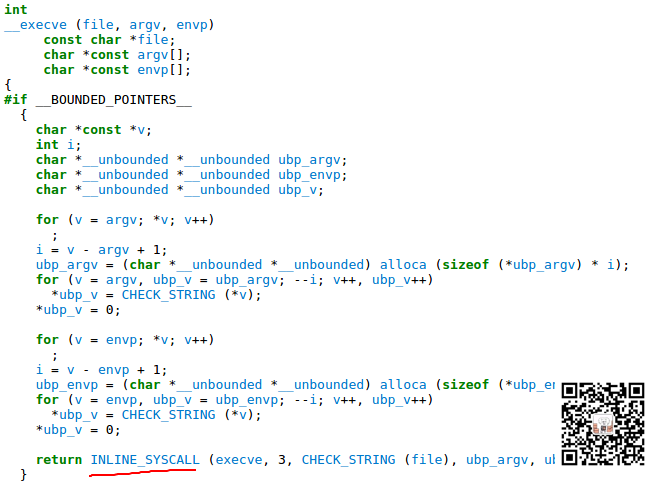 int
__execve (file, argv, envp)
     const char *file;
     char *const argv[];
     char *const envp[];
{
#if __BOUNDED_POINTERS__
  {
    char *const *v;
    int i;
    char *__unbounded *__unbounded ubp_argv;
    char *__unbounded *__unbounded ubp_envp;
    char *__unbounded *__unbounded ubp_v;

    for (v = argv; *v; v++)
      ;
    i = v - argv + 1;
    ubp_argv = (char *__unbounded *__unbounded) alloca (sizeof (*ubp_argv) * i);
    for (v = argv, ubp_v = ubp_argv; --i; v++, ubp_v++)
      *ubp_v = CHECK_STRING (*v);
    *ubp_v = 0;

    for (v = envp; *v; v++)
      ;
    i = v - envp + 1;
    ubp_envp = (char *__unbounded *__unbounded) alloca (sizeof (*ubp_en
    for (v = envp, ubp_v = ubp_envp; --i; v++, ubp_v++)
      *ubp_v = CHECK_STRING (*v);
    *ubp_v = 0;

    return INLINE_SYSCALL (execve, 3, CHECK_STRING (file), ubp_argv, ub
  }